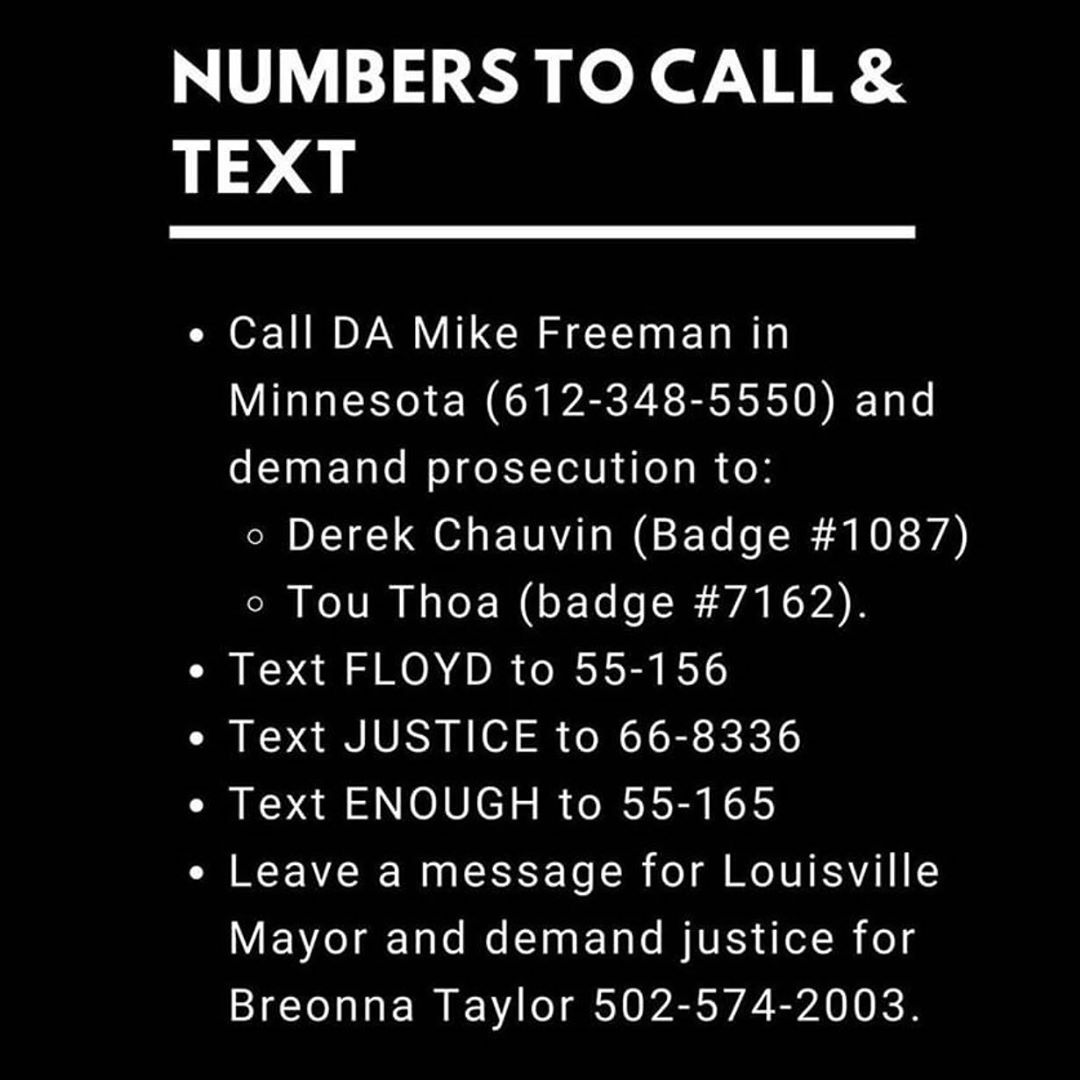 NUMBERS TO CALL &
TEXT
• Call DA Mike Freeman in
Minnesota (612-348-5550) and
demand prosecution to:
◦ Derek Chauvin (Badge #1087)
◦ Tou Thoa (badge #7162).
• Text FLOYD to 55-156
• Text JUSTICE to 66-8336
• Text ENOUGH to 55-165
• Leave a message for Louisville
Mayor and demand justice for
Breonna Taylor 502-574-2003.